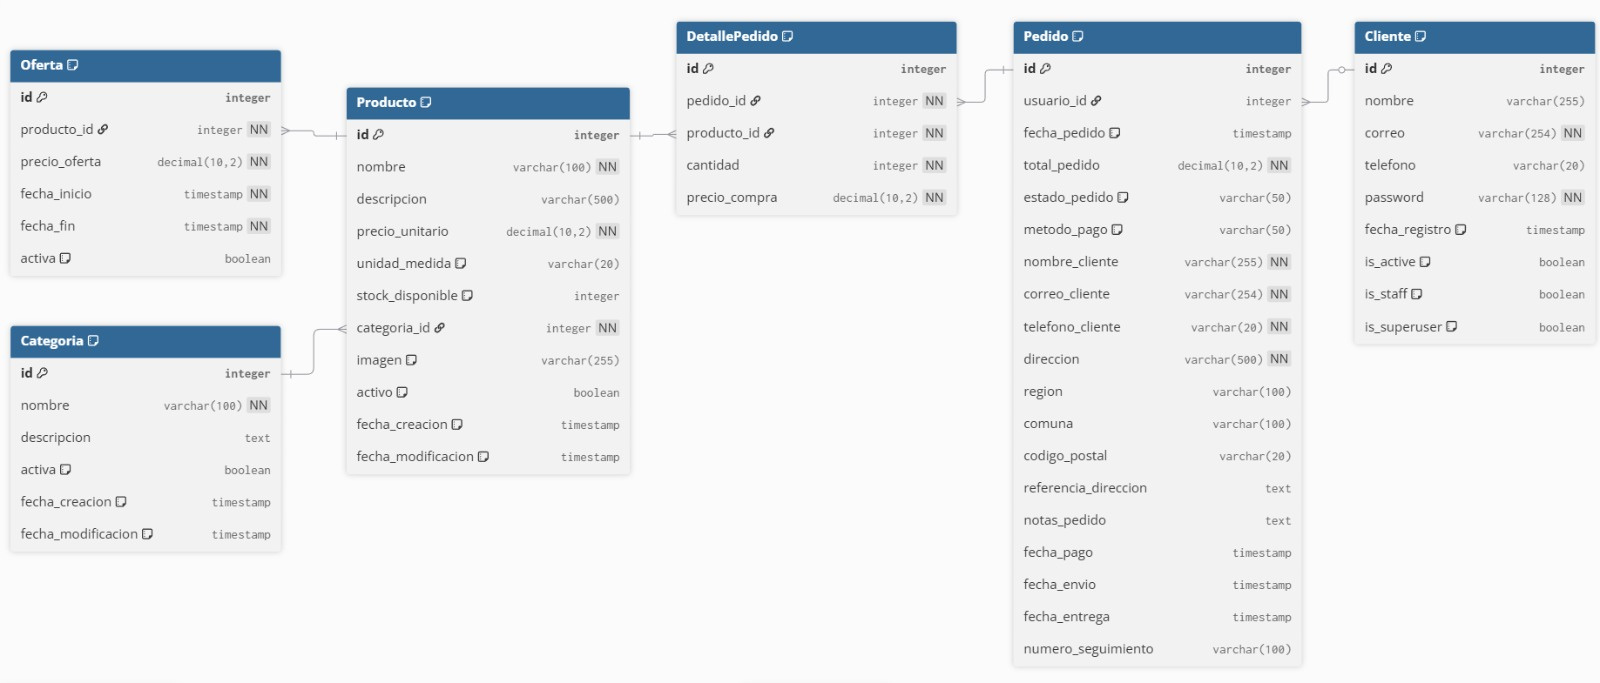 Oferta
id integer
producto_id integer NN
precio_oferta decimal(10,2) NN
fecha_inicio timestamp NN
fecha_fin timestamp NN
activa boolean
Categoria
id integer
nombre varchar(100) NN
descripcion text
activa boolean
fecha_creacion timestamp
fecha_modificacion timestamp
Producto
id integer
nombre varchar(100) NN
descripcion varchar(500)
precio_unitario decimal(10,2) NN
unidad_medida varchar(20)
stock_disponible integer
categoria_id integer NN
imagen varchar(255)
activo boolean
fecha_creacion timestamp
fecha_modificacion timestamp
DetallePedido
id integer
pedido_id integer NN
producto_id integer NN
cantidad integer NN
precio_compra decimal(10,2) NN
Pedido
id integer
usuario_id integer
fecha_pedido timestamp
total_pedido decimal(10,2) NN
estado_pedido varchar(50)
metodo_pago varchar(50)
nombre_cliente varchar(255) NN
correo_cliente varchar(254) NN
telefono_cliente varchar(20) NN
direccion varchar(500) NN
region varchar(100)
comuna varchar(100)
codigo_postal varchar(20)
referencia_direccion text
notas_pedido text
fecha_pago timestamp
fecha_envio timestamp
fecha_entrega timestamp
numero_seguimiento varchar(100)
Cliente
id integer
nombre varchar(255)
correo varchar(254) NN
telefono varchar(20)
password varchar(128) NN
fecha_registro timestamp
is_active boolean
is_staff boolean
is_superuser boolean